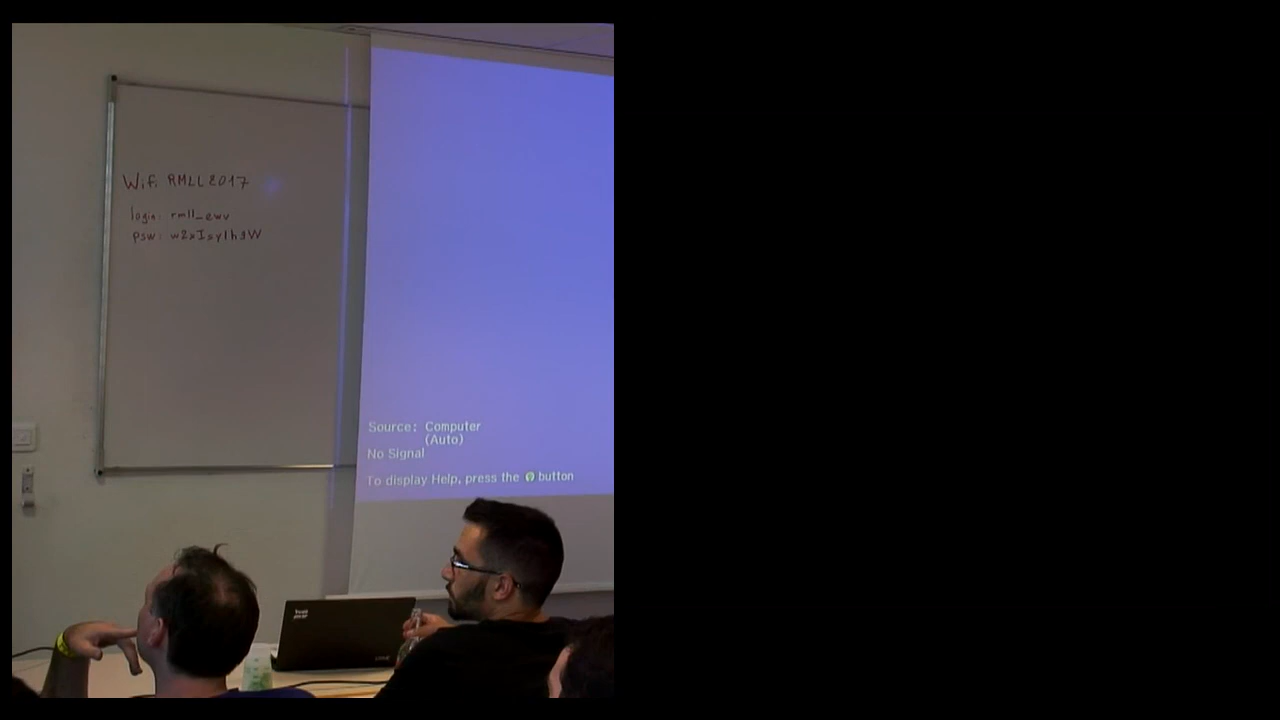 Wifi RMLL2017
login: rmll_ewv
psw: w2xIsylh3W
Source: Computer
(Auto)
No Signal
To display Help, press the ? button